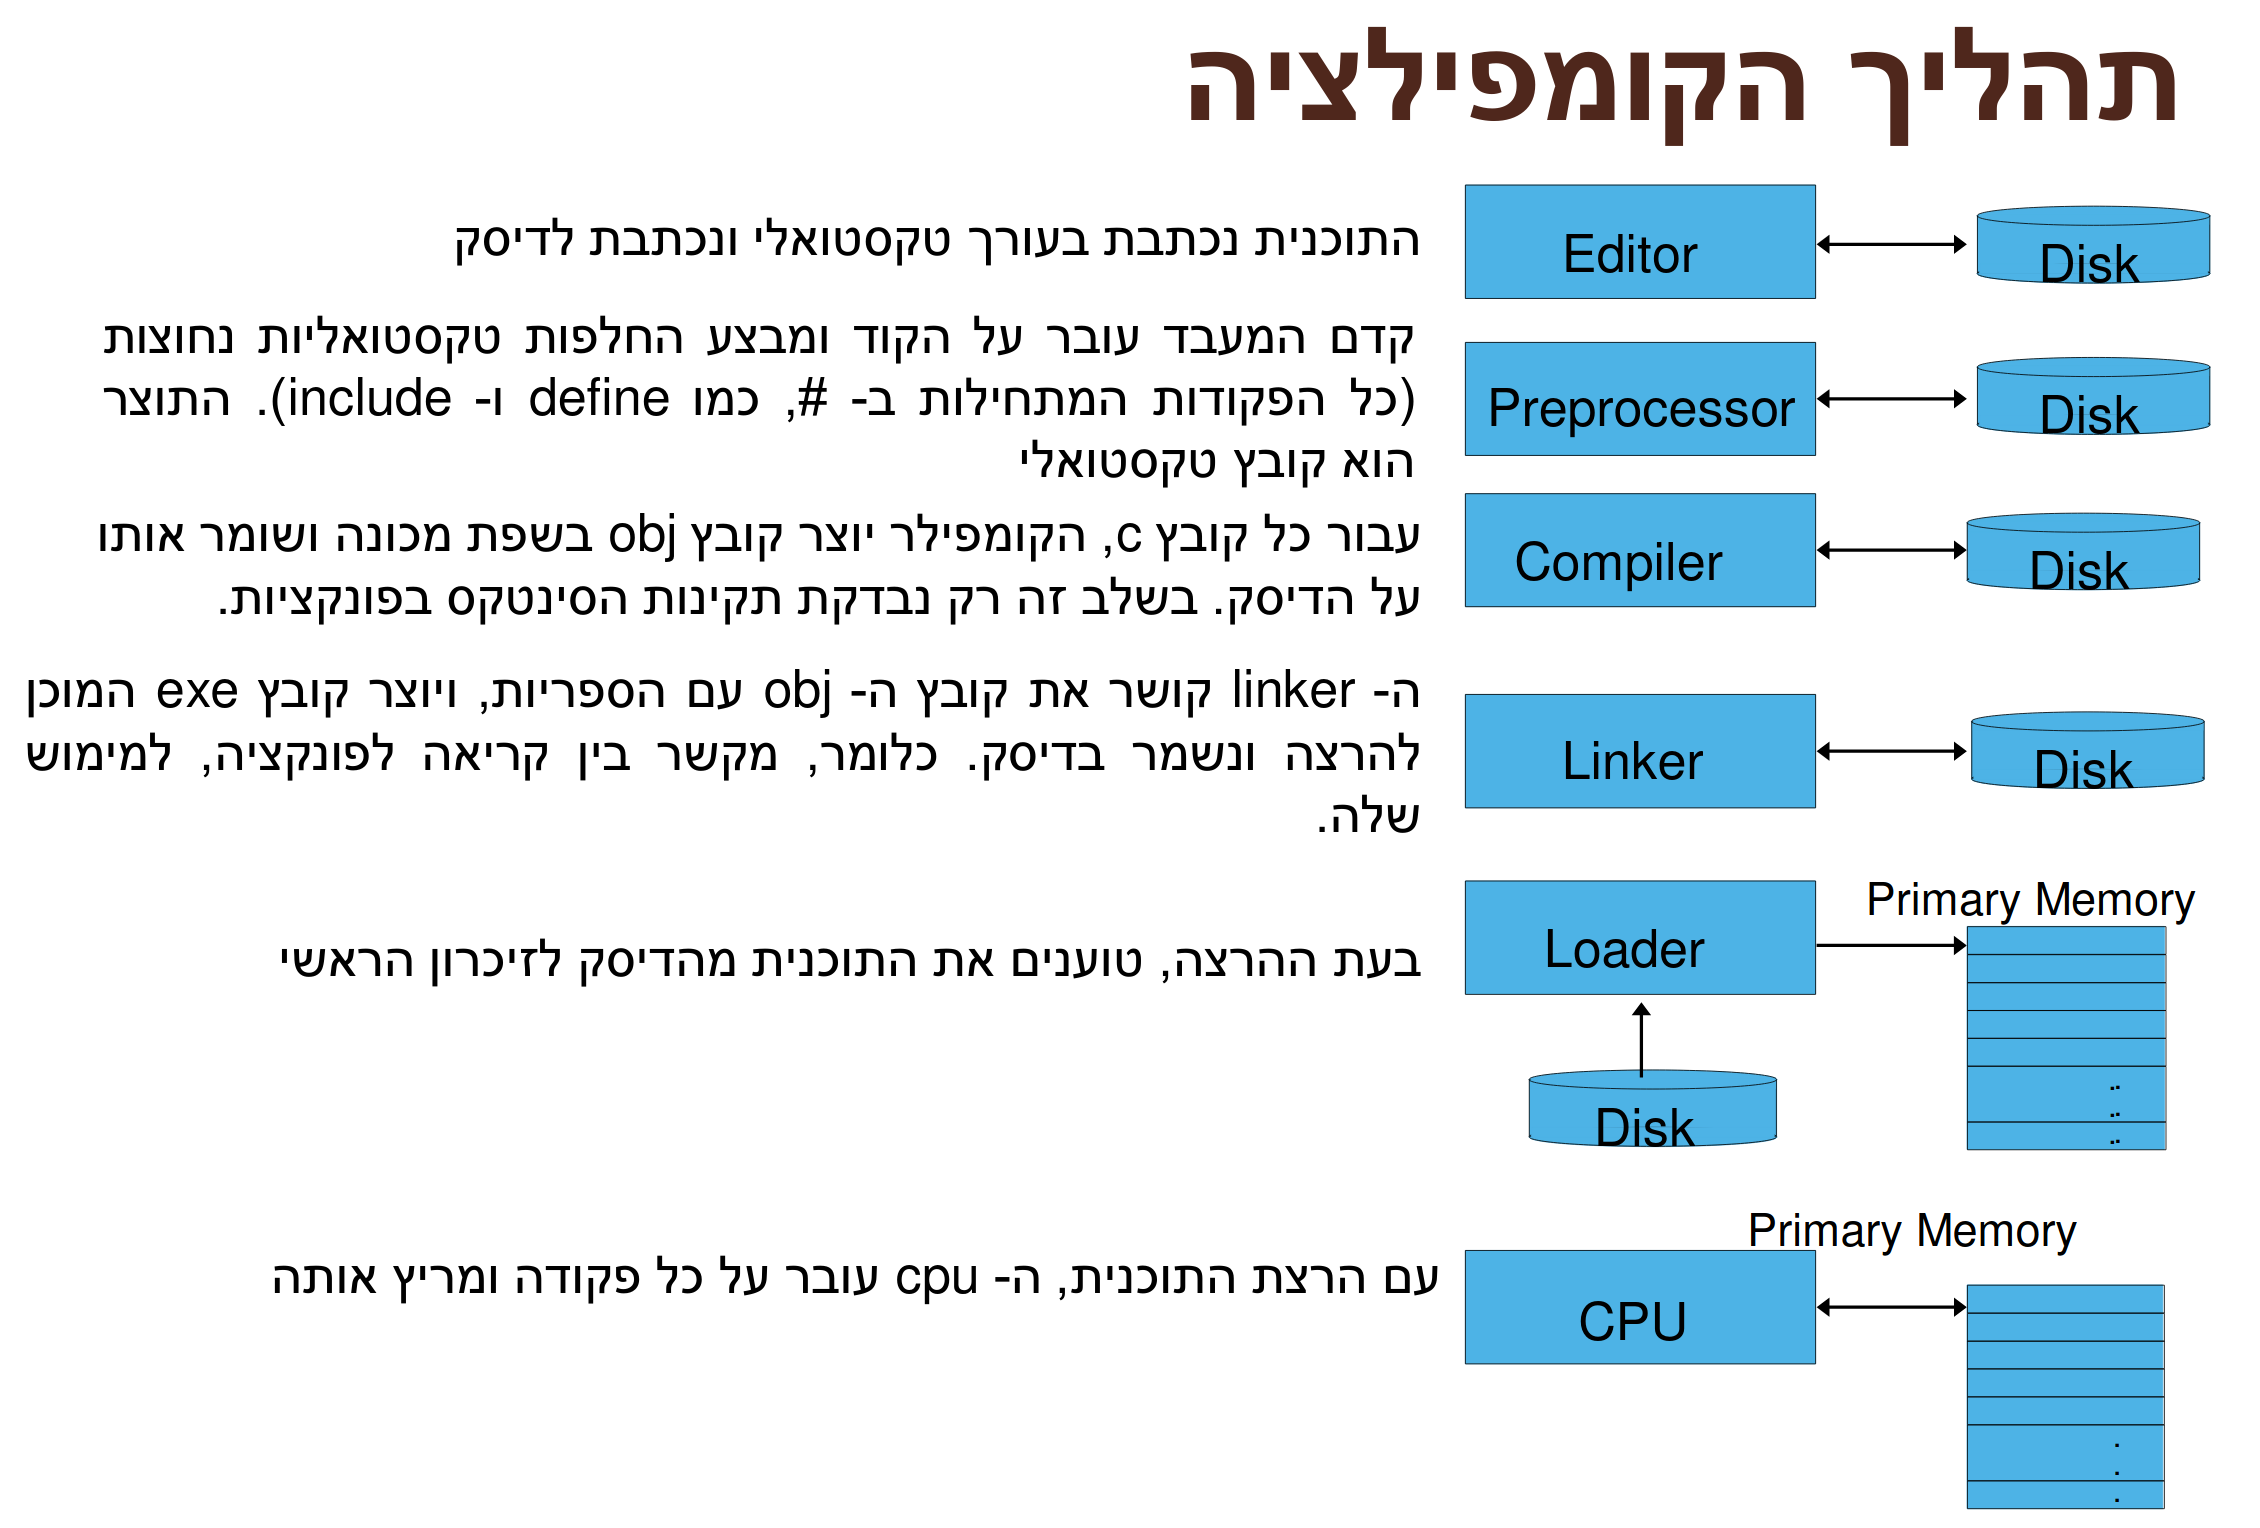 תהליך הקומפילציה
התוכנית נכתבת בעורך טקסטואלי ונכתבת לדיסק
Editor
Disk
קדם המעבד עובר על הקוד ומבצע החלפות טקסטואליות נחוצות
(כל הפקודות המתחילות ב- #, כמו define ו- include). התוצר
הוא קובץ טקסטואלי
Preprocessor
Disk
עבור כל קובץ c, הקומפילר יוצר קובץ obj בשפת מכונה ושומר אותו
על הדיסק. בשלב זה רק נבדקת תקינות הסינטקס בפונקציות.
Compiler
Disk
ה- linker קושר את קובץ ה- obj עם הספריות, ויוצר קובץ exe המוכן
להרצה ונשמר בדיסק. כלומר, מקשר בין קריאה לפונקציה, למימוש
שלה.
Linker
Disk
Primary Memory
בעת ההרצה, טוענים את התוכנית מהדיסק לזיכרון הראשי
Loader
Disk
Primary Memory
עם הרצת התוכנית, ה- cpu עובר על כל פקודה ומריץ אותה
CPU